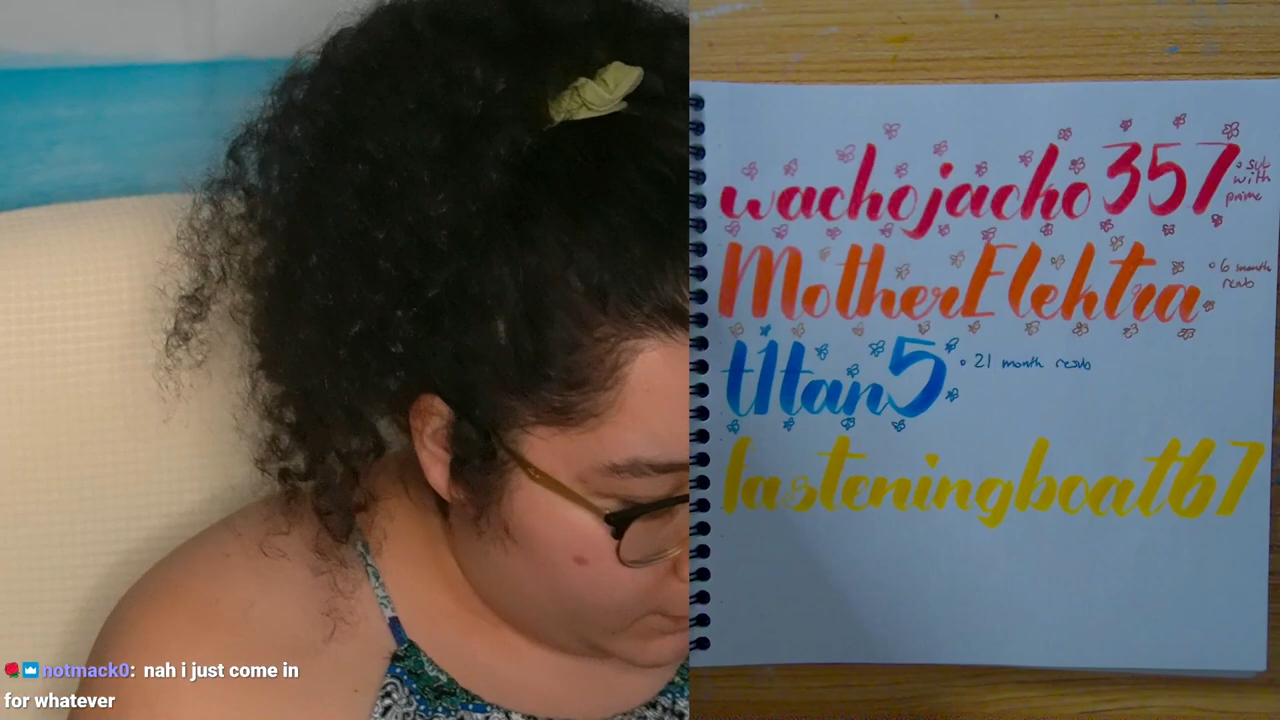 wackojacko357
sub with prime
MotherElektra
6 month resub
t1tan5
21 month resub
fasteningboat67
notmack0: nah i just come in
for whatever